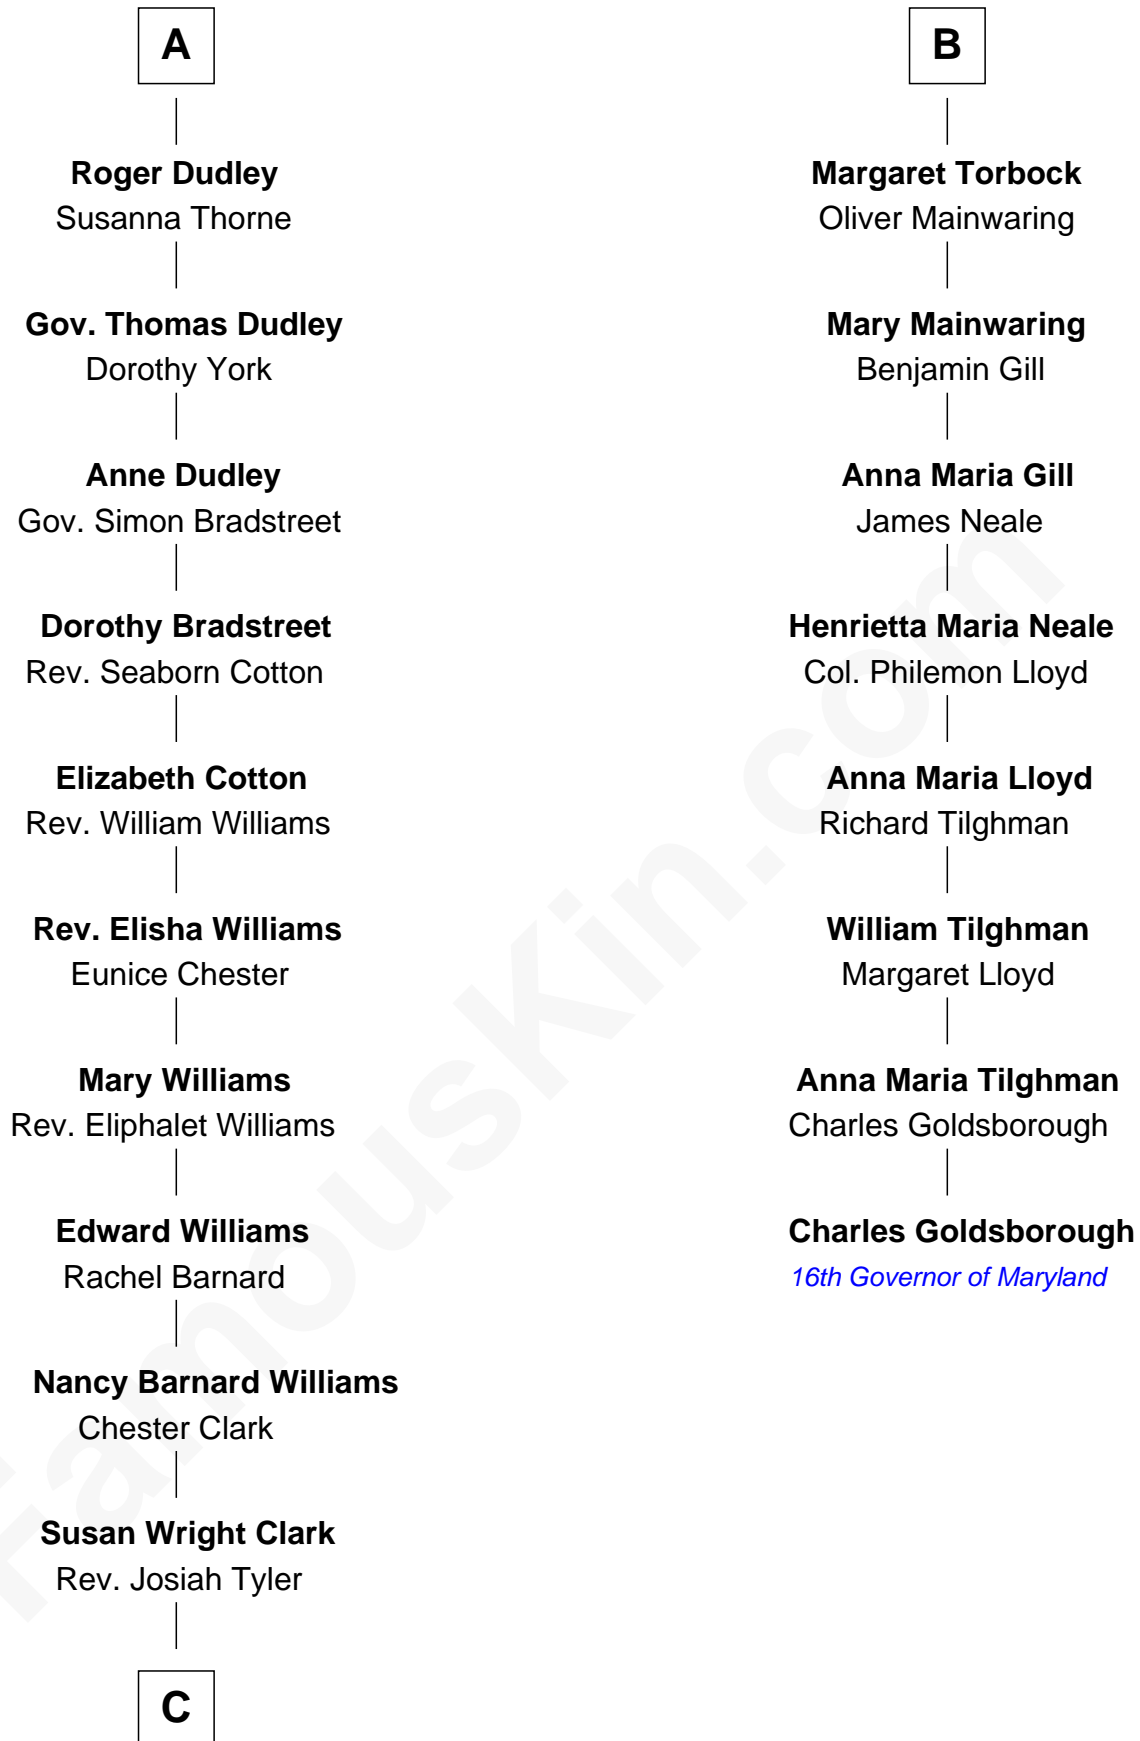 A
Roger Dudley
Susanna Thorne
Gov. Thomas Dudley
Dorothy York
Anne Dudley
Gov. Simon Bradstreet
Dorothy Bradstreet
Rev. Seaborn Cotton
Elizabeth Cotton
Rev. William Williams
Rev. Elisha Williams
Eunice Chester
Mary Williams
Rev. Eliphalet Williams
Edward Williams
Rachel Barnard
Nancy Barnard Williams
Chester Clark
Susan Wright Clark
Rev. Josiah Tyler
C
B
Margaret Torbock
Oliver Mainwaring
Mary Mainwaring
Benjamin Gill
Anna Maria Gill
James Neale
Henrietta Maria Neale
Col. Philemon Lloyd
Anna Maria Lloyd
Richard Tilghman
William Tilghman
Margaret Lloyd
Anna Maria Tilghman
Charles Goldsborough
Charles Goldsborough
16th Governor of Maryland
FamousKin.com